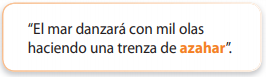 “El mar danzará con mil olas
haciendo una trenza de azahar”.